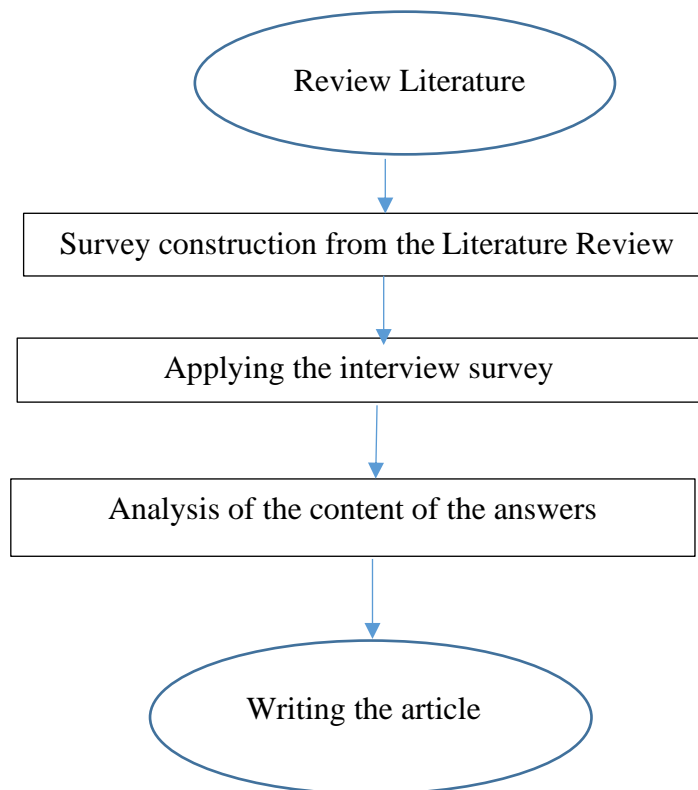 Review Literature
Survey construction from the Literature Review
Applying the interview survey
Analysis of the content of the answers
Writing the article